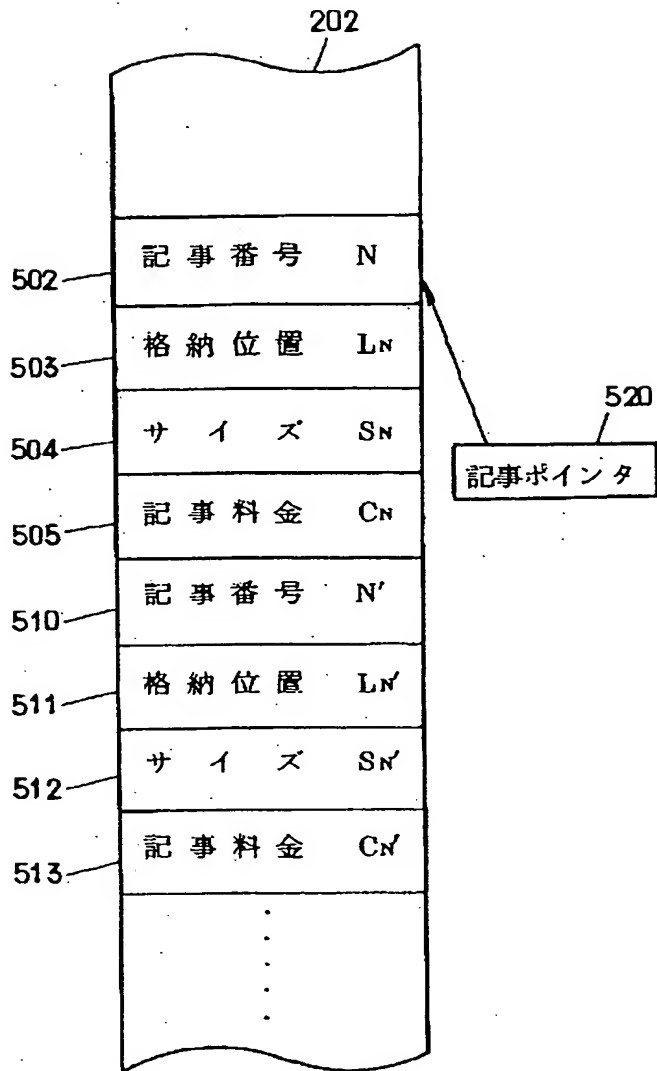 202
502 記事番号 N
503 格納位置 LN
504 サイズ SN
520
記事ポインタ
505 記事料金 CN
510 記事番号 N'
511 格納位置 LN'
512 サイズ SN'
513 記事料金 CN'